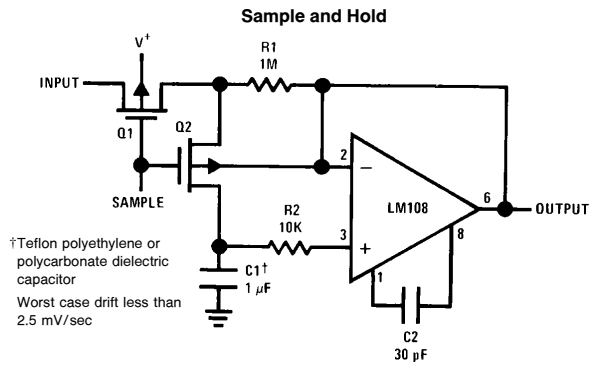 Sample and Hold
V†
R1
1M
INPUT
Q1
Q2
SAMPLE
2
−
LM108
6
OUTPUT
R2
10K
3
+
8
1
C1†
1 μF
C2
30 pF
†Teflon polyethylene or
polycarbonate dielectric
capacitor
Worst case drift less than
2.5 mV/sec